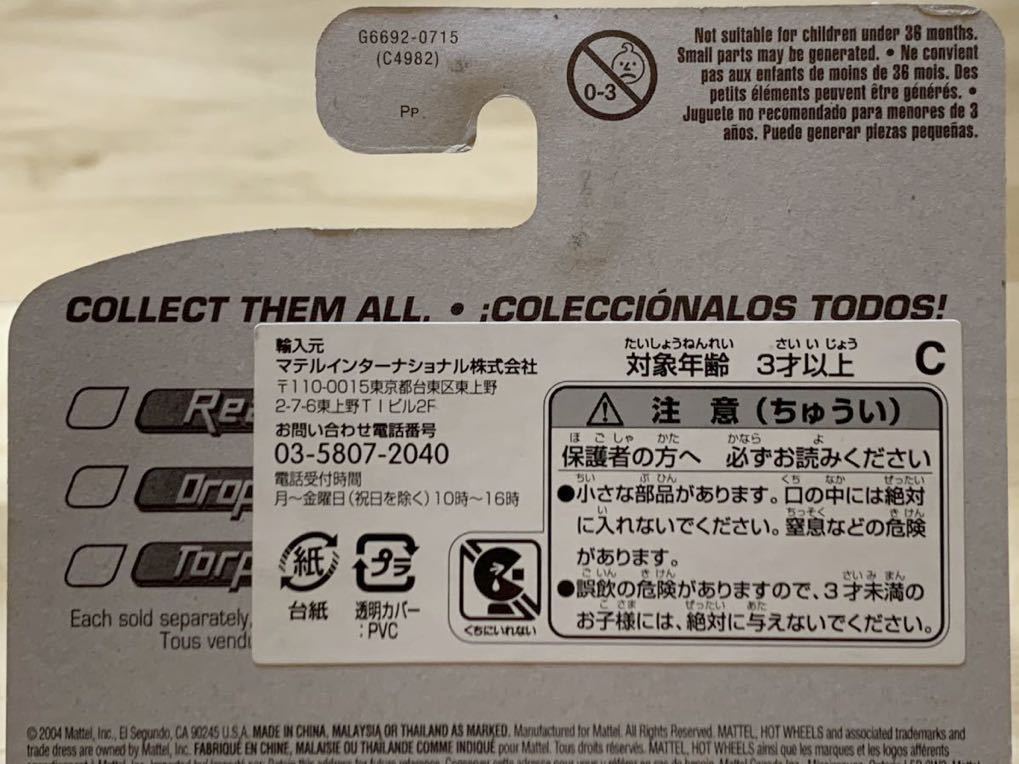 G6692-0715
(C4982)
Pp
0-3
Not suitable for children under 36 months.
Small parts may be generated. • Ne convient
pas aux enfants de moins de 36 mois. Des
petits éléments peuvent être générés. •
Juguete no recomendado para menores de 3
años. Puede generar piezas pequeñas.
COLLECT THEM ALL. • ¡COLECCIÓNALOS TODOS!
輸入元
マテルインターナショナル株式会社
〒110-0015東京都台東区東上野
2-7-6東上野TIビル2F
お問い合わせ電話番号
03-5807-2040
電話受付時間
月～金曜日(祝日を除く)10時～16時
紙
台紙
プラ
透明カバー
:PVC
くちにいれない
たいしょうねんれい さい いじょう
対象年齢 3才以上
C
注意(ちゅうい)
ほごしゃ かた かなら よ
保護者の方へ 必ずお読みください
ちい ぶひん くち なか ぜったい
●小さな部品があります。口の中には絶対
い ちっそく きけん
に入れないでください。窒息などの危険
があります。
ごいん きけん さいみまん
●誤飲の危険がありますので、3才未満の
こさま ぜったい あた
お子様には、絶対に与えないでください。
Each sold separately.
Tous vendu
©2004 Mattel, Inc., El Segundo, CA 90245 U.S.A. MADE IN CHINA, MALAYSIA OR THAILAND AS MARKED. Manufactured for Mattel. All Rights Reserved. MATTEL, HOT WHEELS and associated trademarks and
trade dress are owned by Mattel, Inc. FABRIQUÉ EN CHINE, MALAISIE OU THAÏLANDE COMME INDIQUÉ pour Mattel. Tous droits réservés. MATTEL, HOT WHEELS ainsi que les marques et les logos afférents